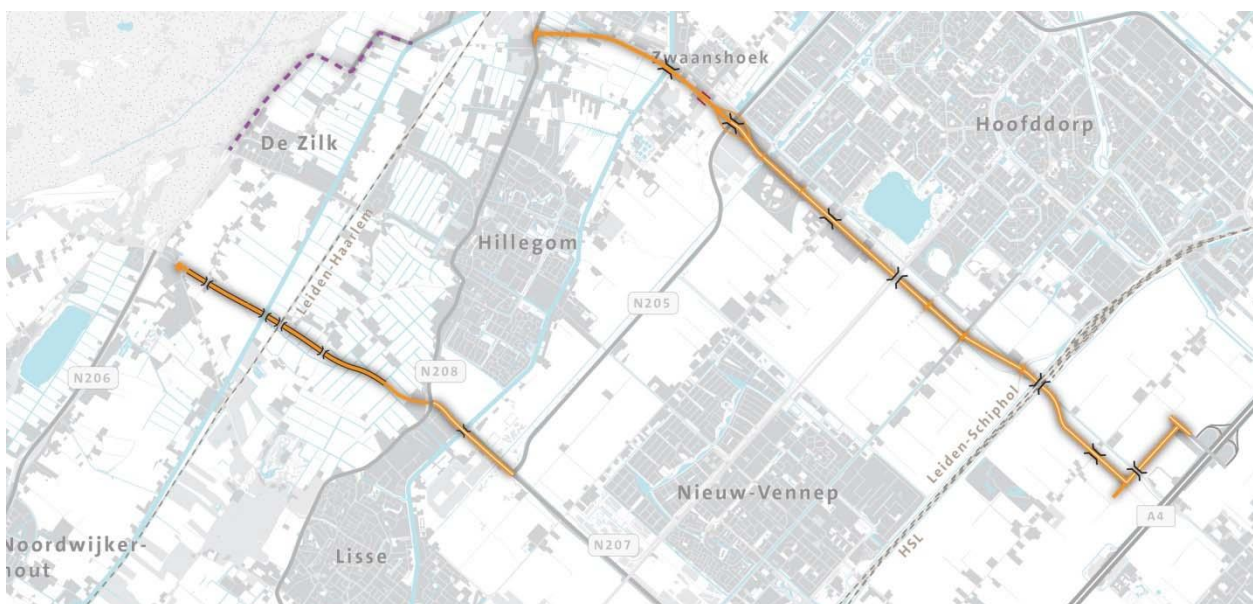 Zwaanshoek
Hoofddorp
De Zilk
Hillegom
Leiden-Haarlem
N205
N206
N208
Leiden-Schiphol
Nieuw-Vennep
A4
HSL
N207
Noordwijker-
hout
Lisse